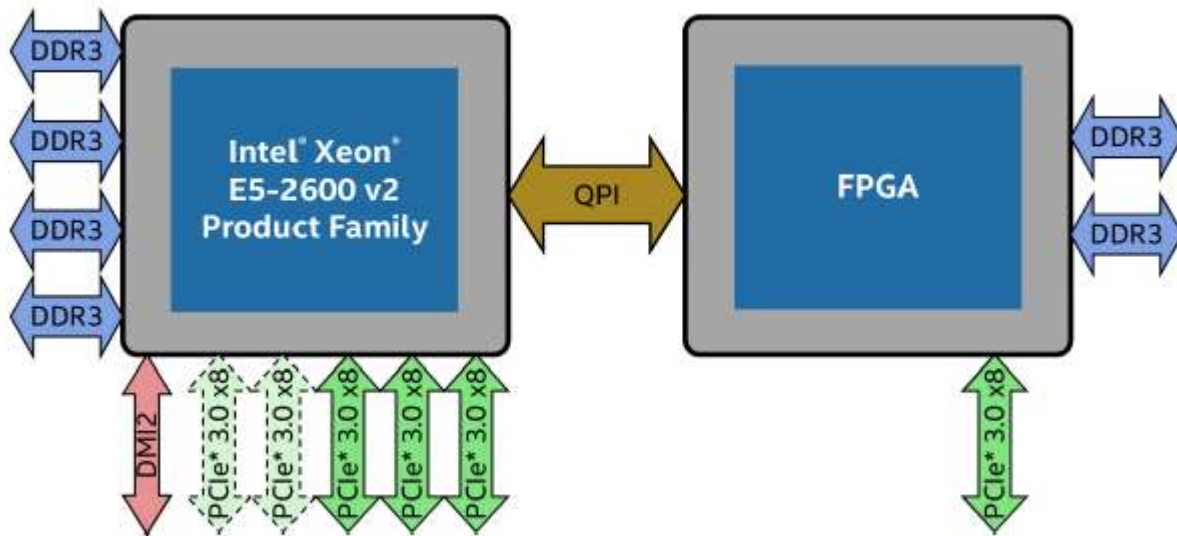 DDR3
DDR3
DDR3
DDR3
Intel® Xeon®
E5-2600 v2
Product Family
QPI
FPGA
DDR3
DDR3
DMI2
PCIe* 3.0 x8
PCIe* 3.0 x8
PCIe* 3.0 x8
PCIe* 3.0 x8
PCIe* 3.0 x8
PCIe* 3.0 x8